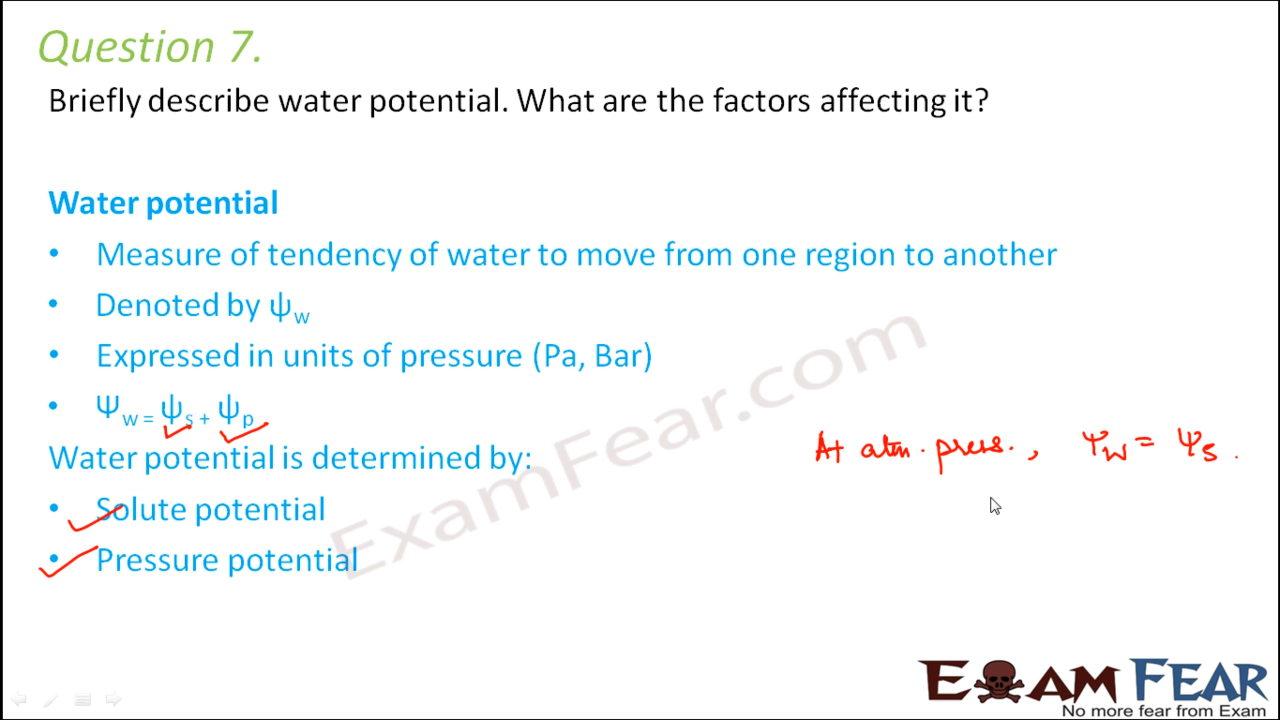 Question 7.
Briefly describe water potential. What are the factors affecting it?
Water potential
• Measure of tendency of water to move from one region to another
• Denoted by ψw
• Expressed in units of pressure (Pa, Bar)
• Ψw = ψs + ψp
Water potential is determined by:
At atm. press., Ψw = Ψs.
• Solute potential
• Pressure potential
ExamFear.com
EXAM FEAR
No more fear from Exam